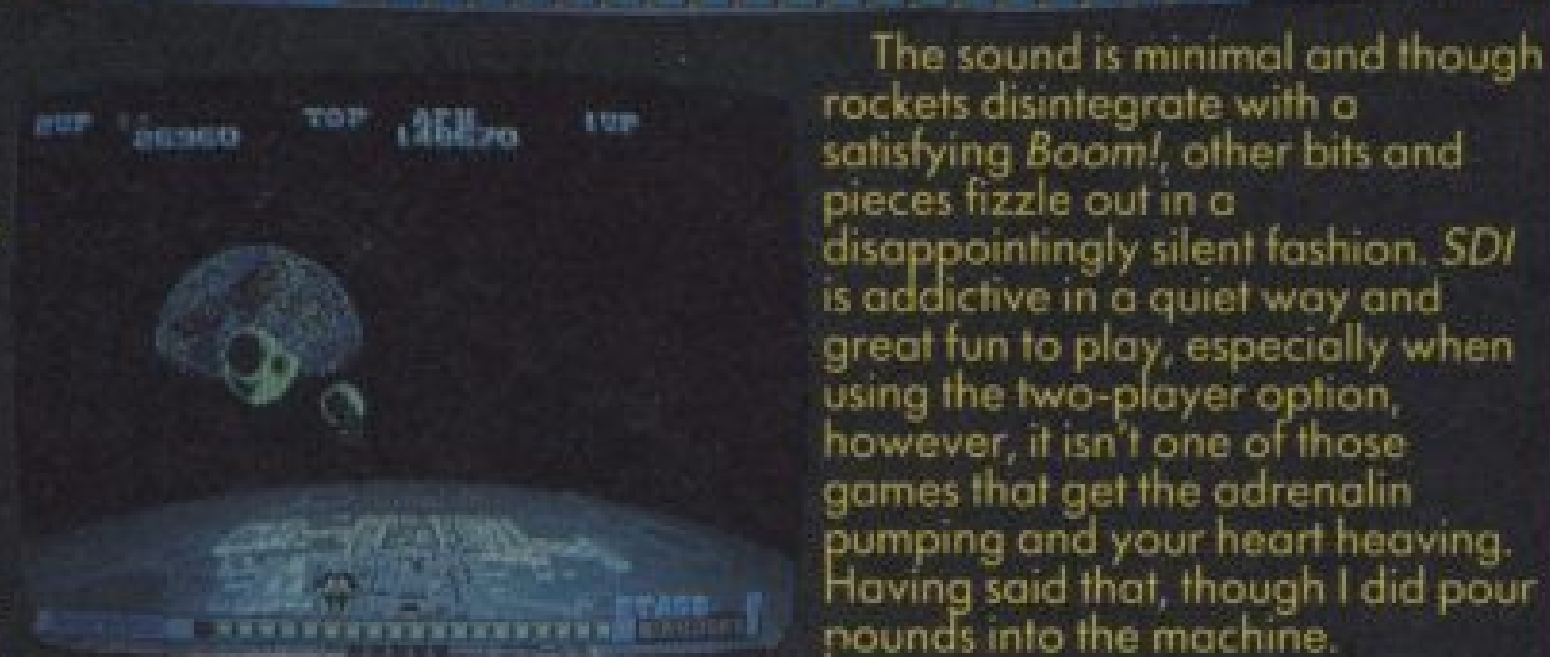 2UP 26360 TOP 148670 1UP
The sound is minimal and though
rockets disintegrate with a
satisfying Boom!, other bits and
pieces fizzle out in a
disappointingly silent fashion. SDI
is addictive in a quiet way and
great fun to play, especially when
using the two-player option,
however, it isn't one of those
games that get the adrenalin
pumping and your heart heaving.
Having said that, though I did pour
pounds into the machine.